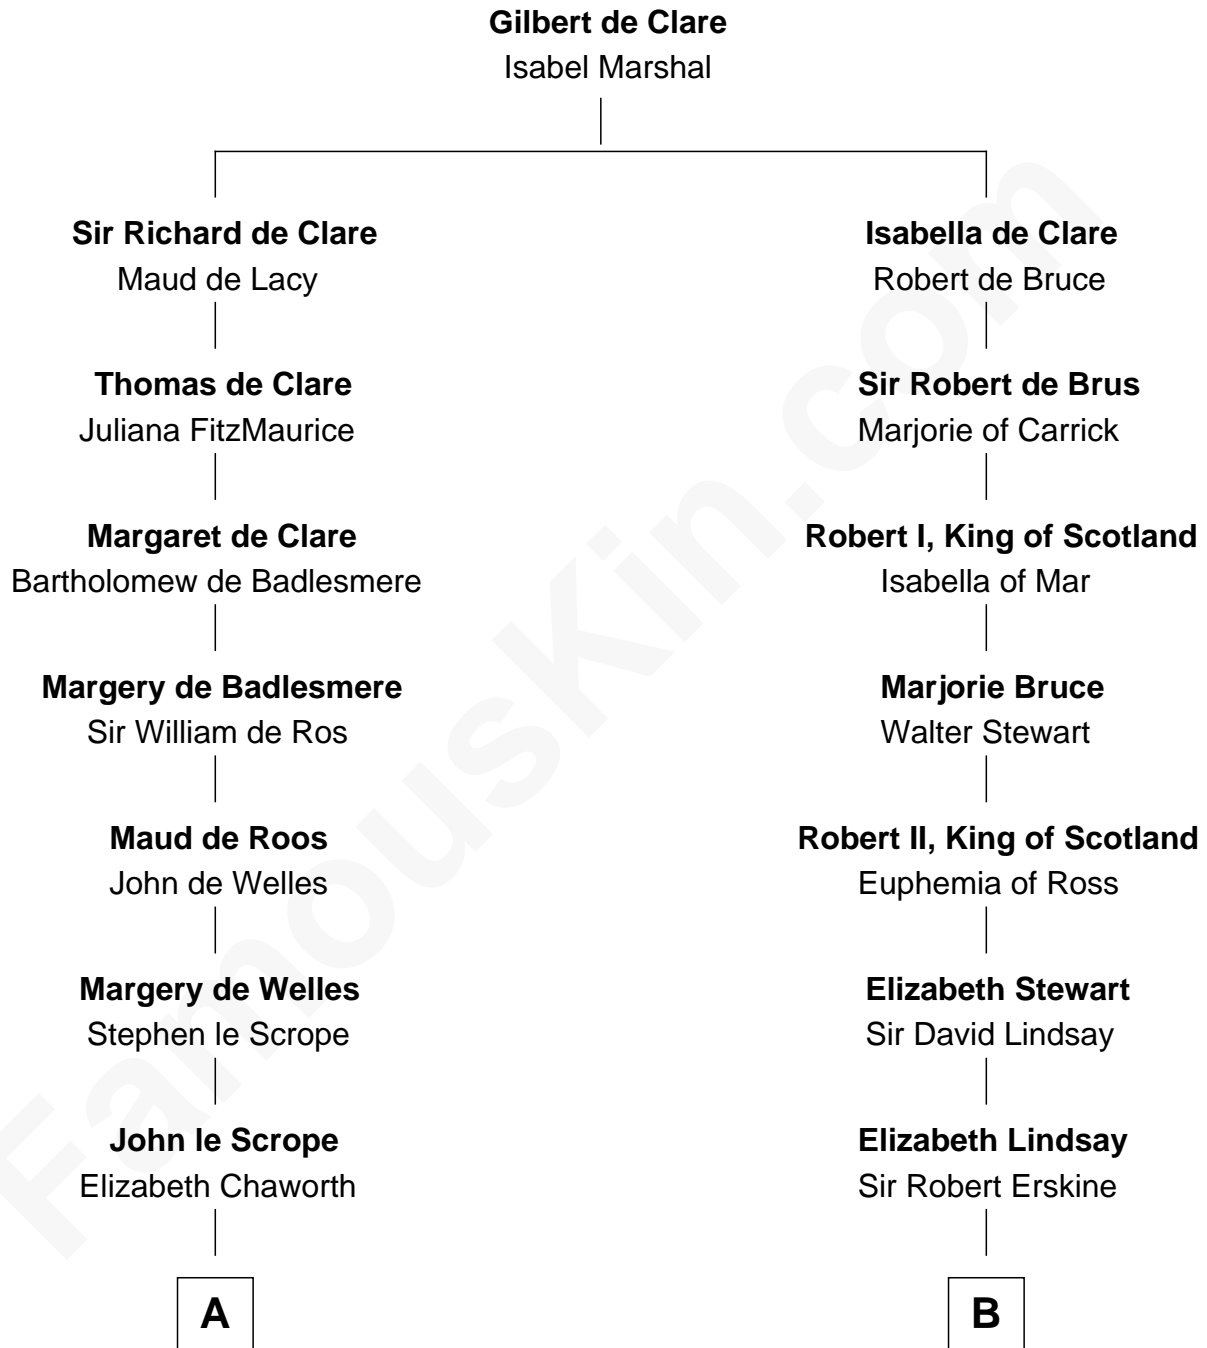 Gilbert de Clare
Isabel Marshal
Sir Richard de Clare
Maud de Lacy
Thomas de Clare
Juliana FitzMaurice
Margaret de Clare
Bartholomew de Badlesmere
Margery de Badlesmere
Sir William de Ros
Maud de Roos
John de Welles
Margery de Welles
Stephen le Scrope
John le Scrope
Elizabeth Chaworth
A
Isabella de Clare
Robert de Bruce
Sir Robert de Brus
Marjorie of Carrick
Robert I, King of Scotland
Isabella of Mar
Marjorie Bruce
Walter Stewart
Robert II, King of Scotland
Euphemia of Ross
Elizabeth Stewart
Sir David Lindsay
Elizabeth Lindsay
Sir Robert Erskine
B
FamousKin.com